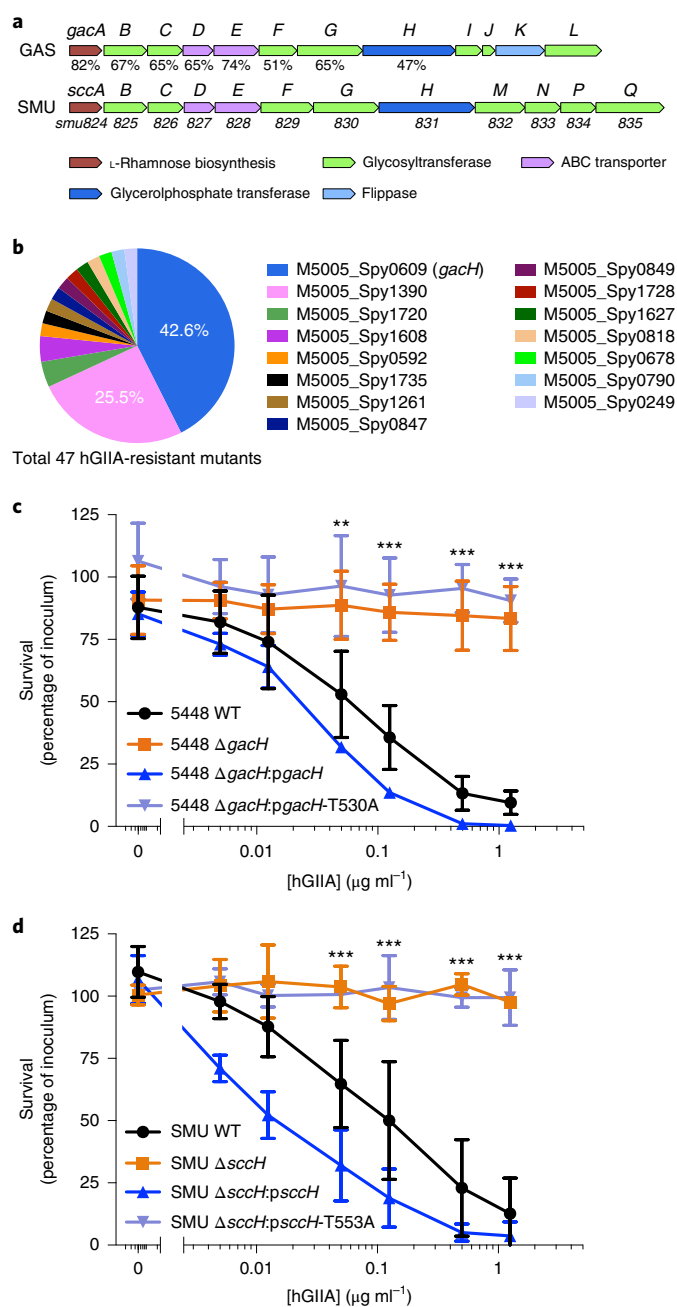 a
gacA B C D E F G H I J K L
GAS
82% 67% 65% 65% 74% 51% 65% 47%
sccA B C D E F G H M N P Q
SMU
smu824 825 826 827 828 829 830 831 832 833 834 835
L-Rhamnose biosynthesis Glycosyltransferase ABC transporter
Glycerolphosphate transferase Flippase
b
M5005_Spy0609 (gacH) M5005_Spy0849
M5005_Spy1390 M5005_Spy1728
M5005_Spy1720 M5005_Spy1627
M5005_Spy1608 M5005_Spy0818
M5005_Spy0592 M5005_Spy0678
M5005_Spy1735 M5005_Spy0790
M5005_Spy1261 M5005_Spy0249
M5005_Spy0847
42.6%
25.5%
Total 47 hGIIA-resistant mutants
c
125
100
75
50
25
0
Survival
(percentage of inoculum)
** *** *** ***
5448 WT
5448 ΔgacH
5448 ΔgacH:pgacH
5448 ΔgacH:pgacH-T530A
0 0.01 0.1 1
[hGIIA] (μg ml⁻¹)
d
125
100
75
50
25
0
Survival
(percentage of inoculum)
*** *** *** ***
SMU WT
SMU ΔsccH
SMU ΔsccH:psccH
SMU ΔsccH:psccH-T553A
0 0.01 0.1 1
[hGIIA] (μg ml⁻¹)